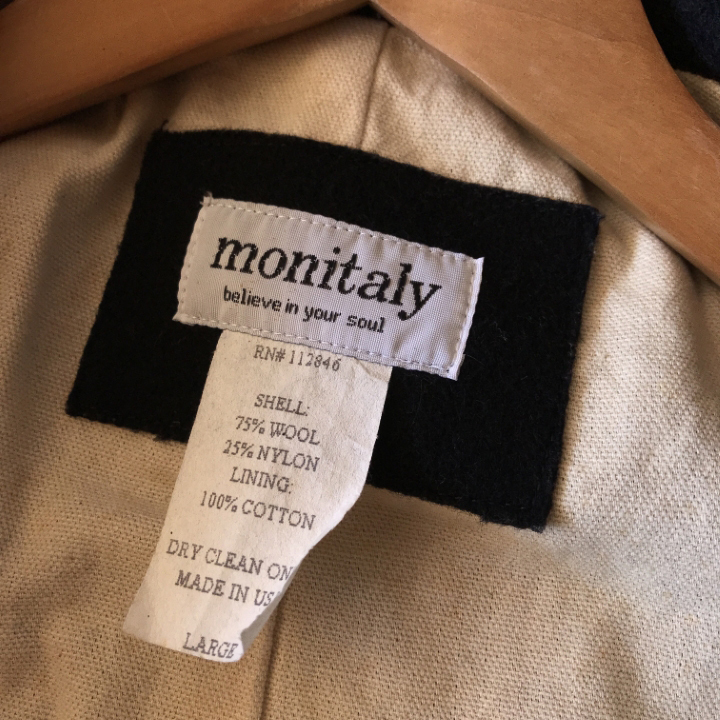 monitaly
believe in your soul
RN# 112846
SHELL:
75% WOOL
25% NYLON
LINING:
100% COTTON
DRY CLEAN ON
MADE IN US
LARGE